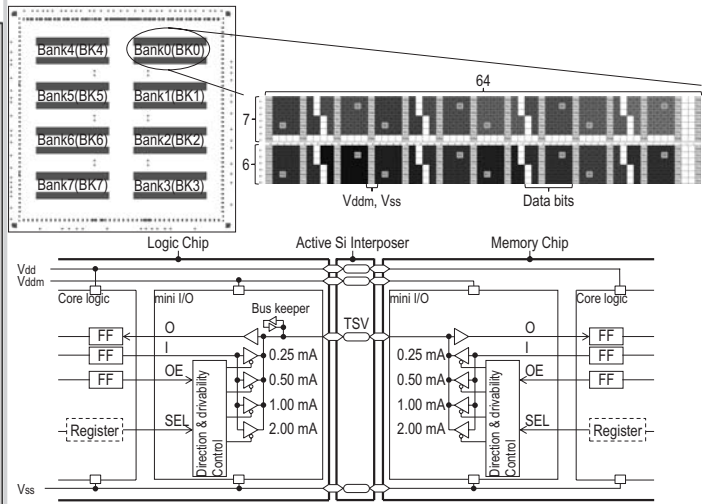 Bank4(BK4) Bank0(BK0)
Bank5(BK5) Bank1(BK1)
Bank6(BK6) Bank2(BK2)
Bank7(BK7) Bank3(BK3)
64
7
6
Vddm, Vss
Data bits
Logic Chip Active Si Interposer Memory Chip
Vdd
Vddm
Core logic mini I/O mini I/O Core logic
Bus keeper
TSV
FF O O FF
FF I 0.25 mA 0.25 mA I FF
FF OE 0.50 mA 0.50 mA OE FF
1.00 mA 1.00 mA
Register SEL 2.00 mA 2.00 mA SEL Register
Direction & drivability
Control
Direction & drivability
Control
Vss